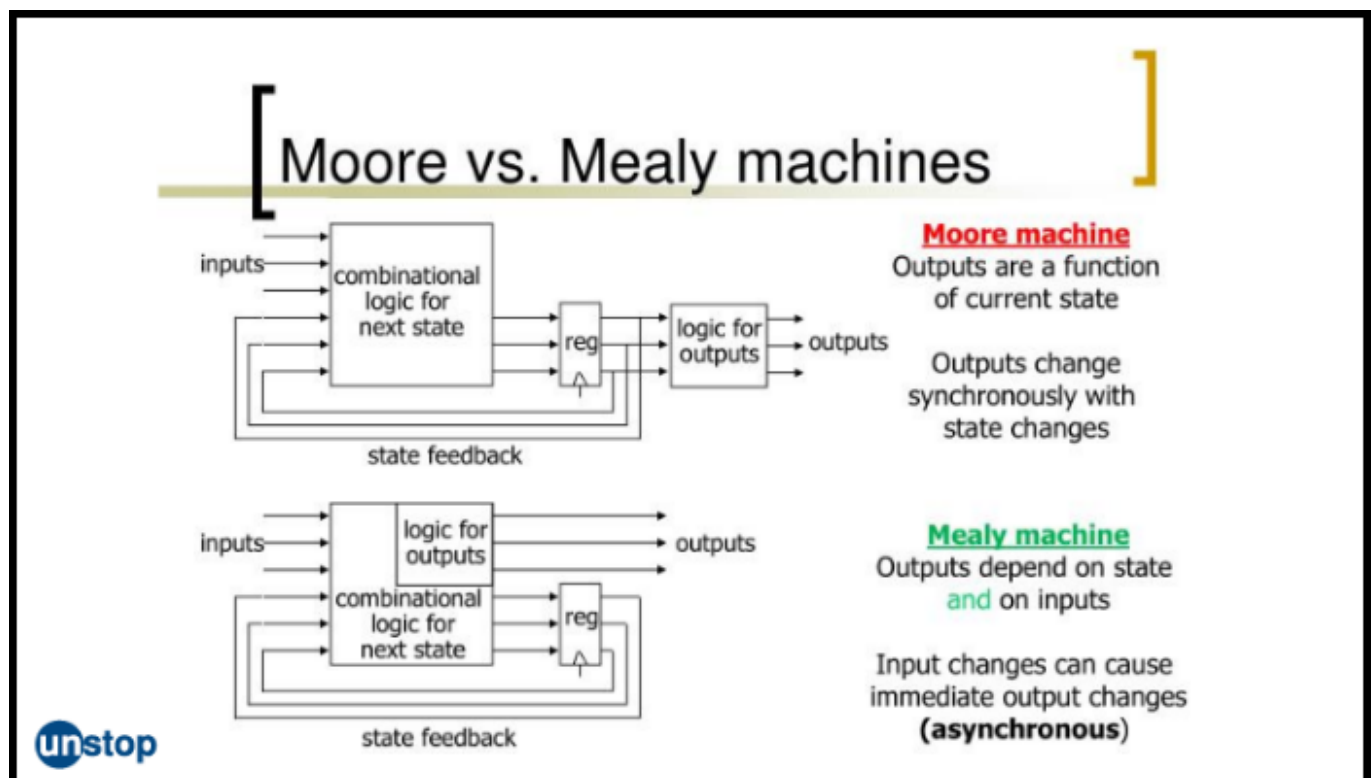 Moore vs. Mealy machines
inputs
combinational
logic for
next state
reg
logic for
outputs
outputs
state feedback
Moore machine
Outputs are a function
of current state
Outputs change
synchronously with
state changes
inputs
logic for
outputs
outputs
combinational
logic for
next state
reg
state feedback
Mealy machine
Outputs depend on state
and on inputs
Input changes can cause
immediate output changes
(asynchronous)
unstop